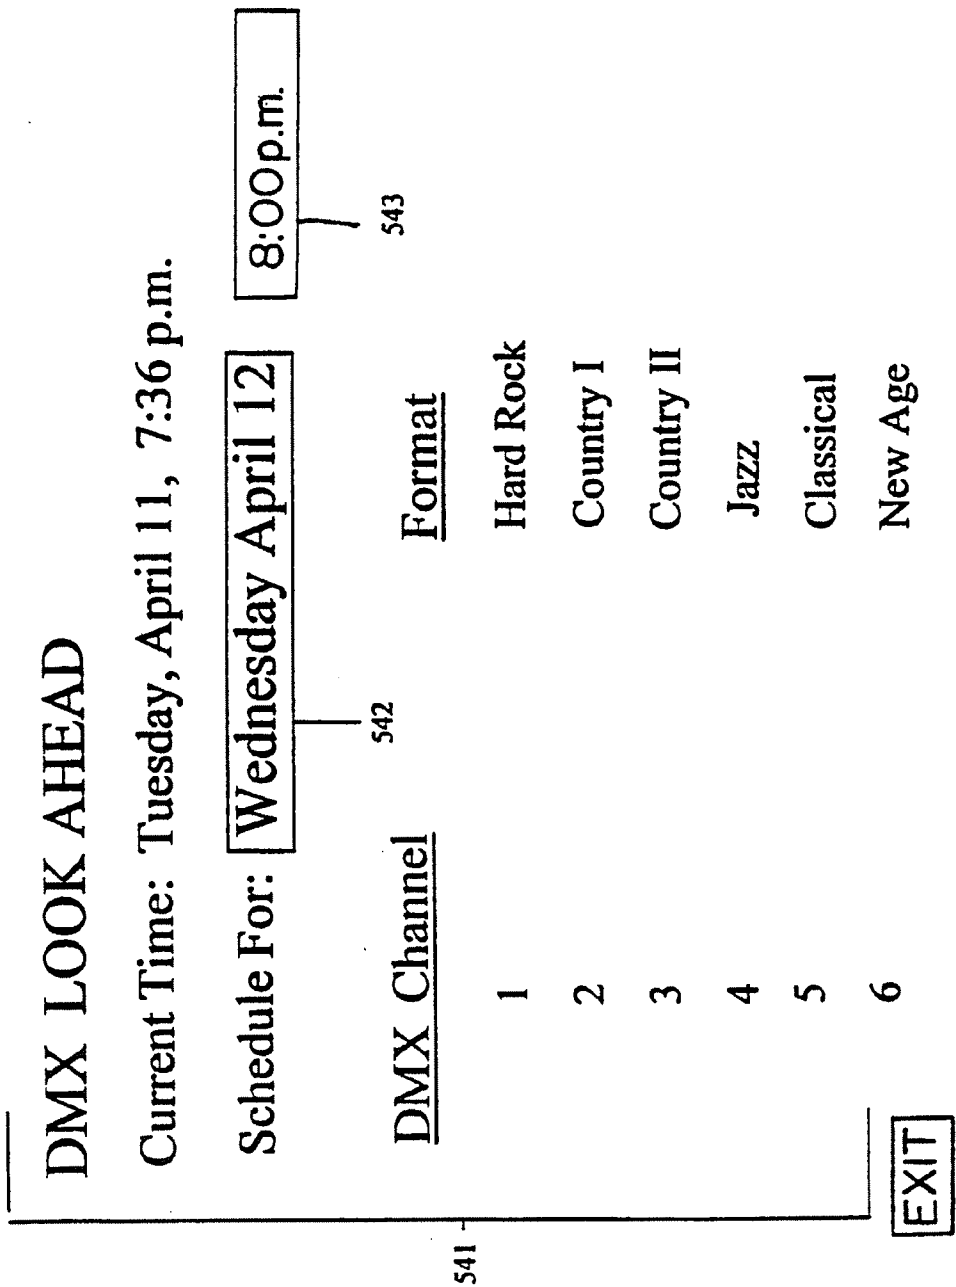 DMX LOOK AHEAD
Current Time: Tuesday, April 11, 7:36 p.m.
Schedule For: Wednesday April 12 8:00p.m.
542 543
DMX Channel Format
1 Hard Rock
2 Country I
3 Country II
4 Jazz
5 Classical
6 New Age
EXIT
541